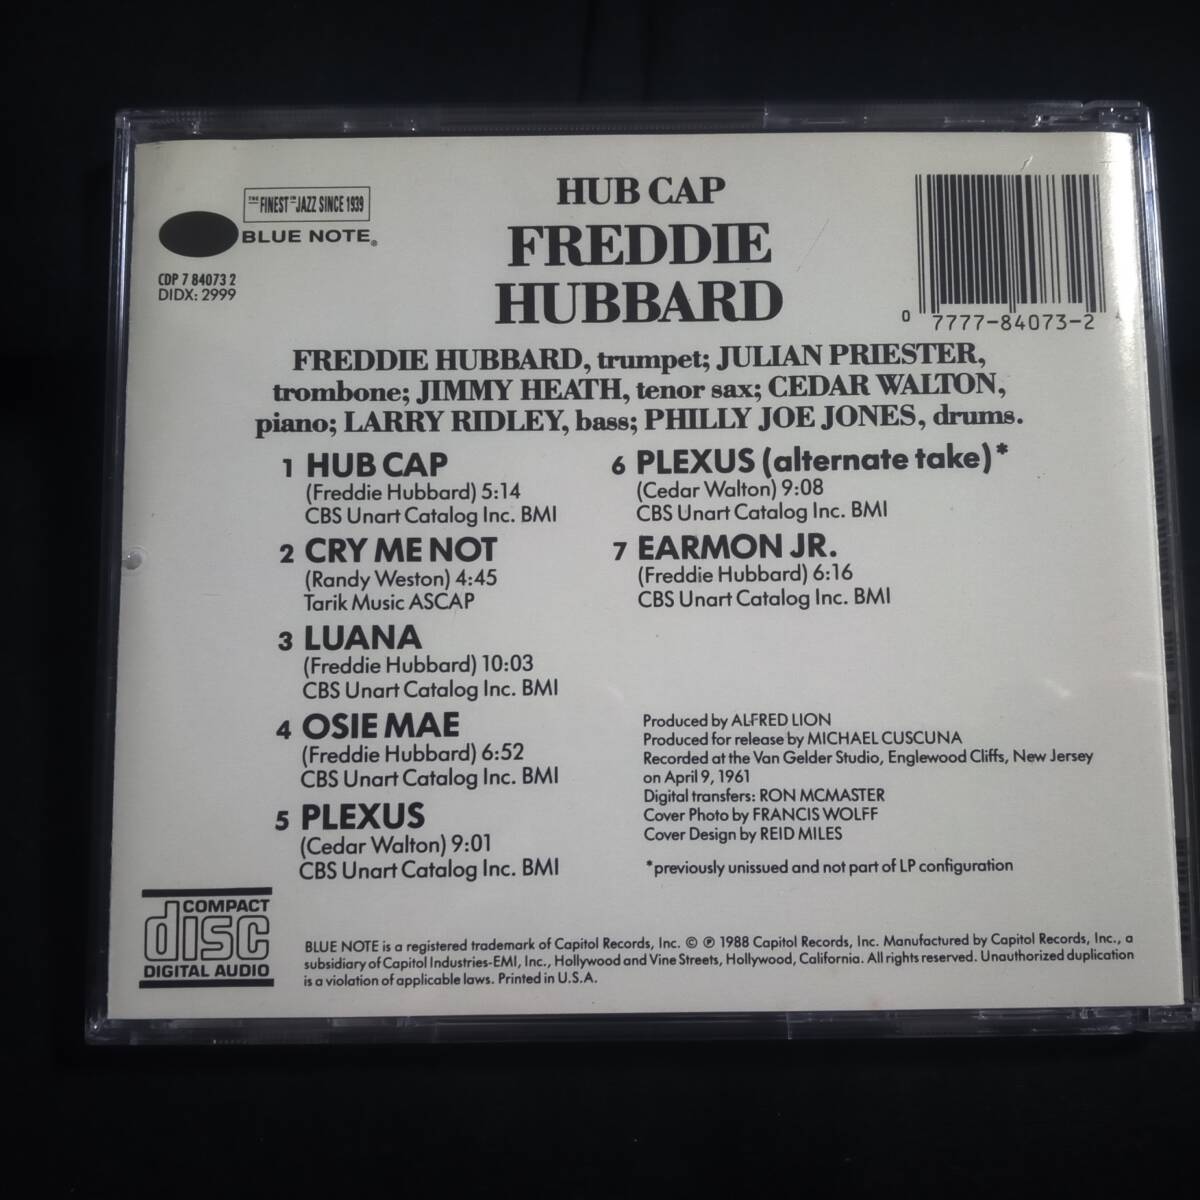 THE FINEST IN JAZZ SINCE 1939
BLUE NOTE®
CDP 7 84073 2
DIDX: 2999
HUB CAP
FREDDIE
HUBBARD
0 7777-84073-2 4
FREDDIE HUBBARD, trumpet; JULIAN PRIESTER,
trombone; JIMMY HEATH, tenor sax; CEDAR WALTON,
piano; LARRY RIDLEY, bass; PHILLY JOE JONES, drums.
1 HUB CAP
(Freddie Hubbard) 5:14
CBS Unart Catalog Inc. BMI
2 CRY ME NOT
(Randy Weston) 4:45
Tarik Music ASCAP
3 LUANA
(Freddie Hubbard) 10:03
CBS Unart Catalog Inc. BMI
4 OSIE MAE
(Freddie Hubbard) 6:52
CBS Unart Catalog Inc. BMI
5 PLEXUS
(Cedar Walton) 9:01
CBS Unart Catalog Inc. BMI
6 PLEXUS (alternate take)*
(Cedar Walton) 9:08
CBS Unart Catalog Inc. BMI
7 EARMON JR.
(Freddie Hubbard) 6:16
CBS Unart Catalog Inc. BMI
Produced by ALFRED LION
Produced for release by MICHAEL CUSCUNA
Recorded at the Van Gelder Studio, Englewood Cliffs, New Jersey
on April 9, 1961
Digital transfers: RON MCMASTER
Cover Photo by FRANCIS WOLFF
Cover Design by REID MILES
*previously unissued and not part of LP configuration
COMPACT
disc
DIGITAL AUDIO
BLUE NOTE is a registered trademark of Capitol Records, Inc. © ℗ 1988 Capitol Records, Inc. Manufactured by Capitol Records, Inc., a
subsidiary of Capitol Industries-EMI, Inc., Hollywood and Vine Streets, Hollywood, California. All rights reserved. Unauthorized duplication
is a violation of applicable laws. Printed in U.S.A.